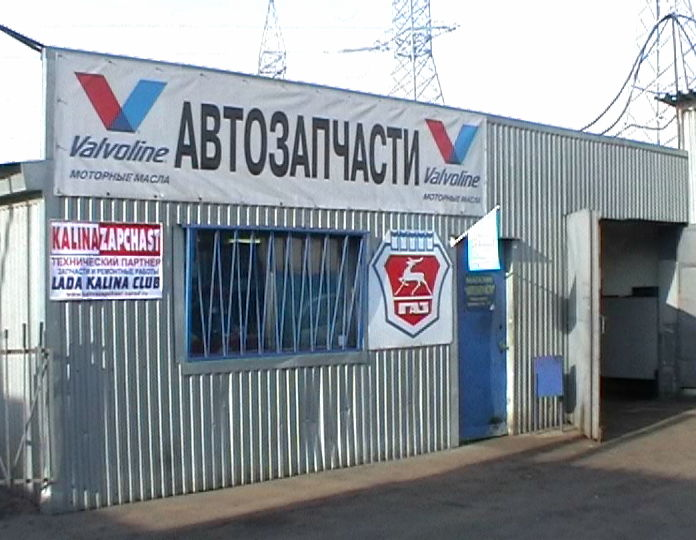 Valvoline
МОТОРНЫЕ МАСЛА
АВТОЗАПЧАСТИ
Valvoline
МОТОРНЫЕ МАСЛА
KALINAZAPCHAST
ТЕХНИЧЕСКИЙ ПАРТНЕР
ЗАПЧАСТИ И РЕМОНТНЫЕ РАБОТЫ
LADA KALINA CLUB
ГАЗ